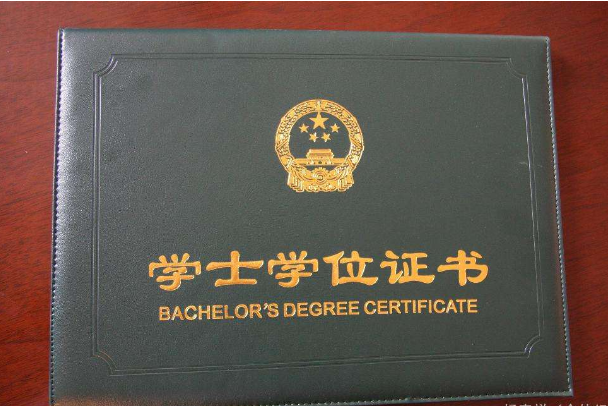 学士学位证书
BACHELOR'S DEGREE CERTIFICATE